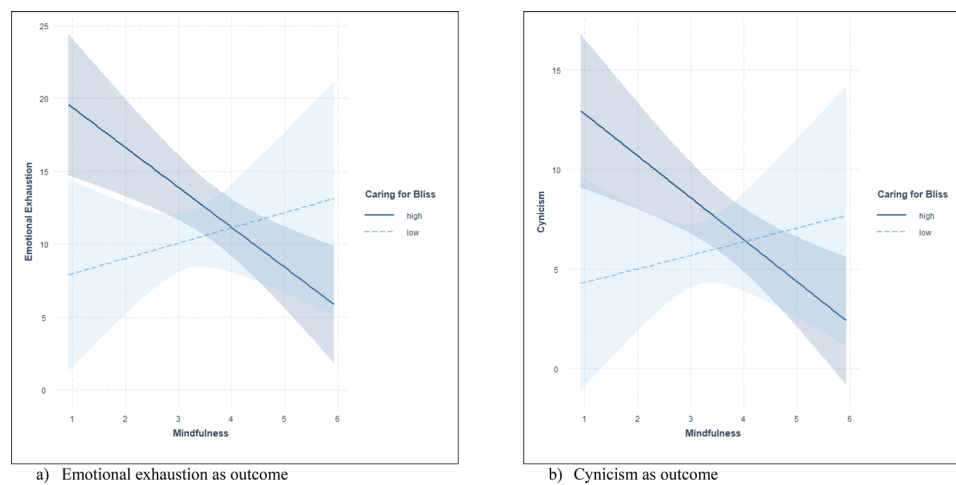 25
20
15
10
5
0
Emotional Exhaustion
1 2 3 4 5 6
Mindfulness
Caring for Bliss
high
low
a) Emotional exhaustion as outcome
15
10
5
0
Cynicism
1 2 3 4 5 6
Mindfulness
Caring for Bliss
high
low
b) Cynicism as outcome